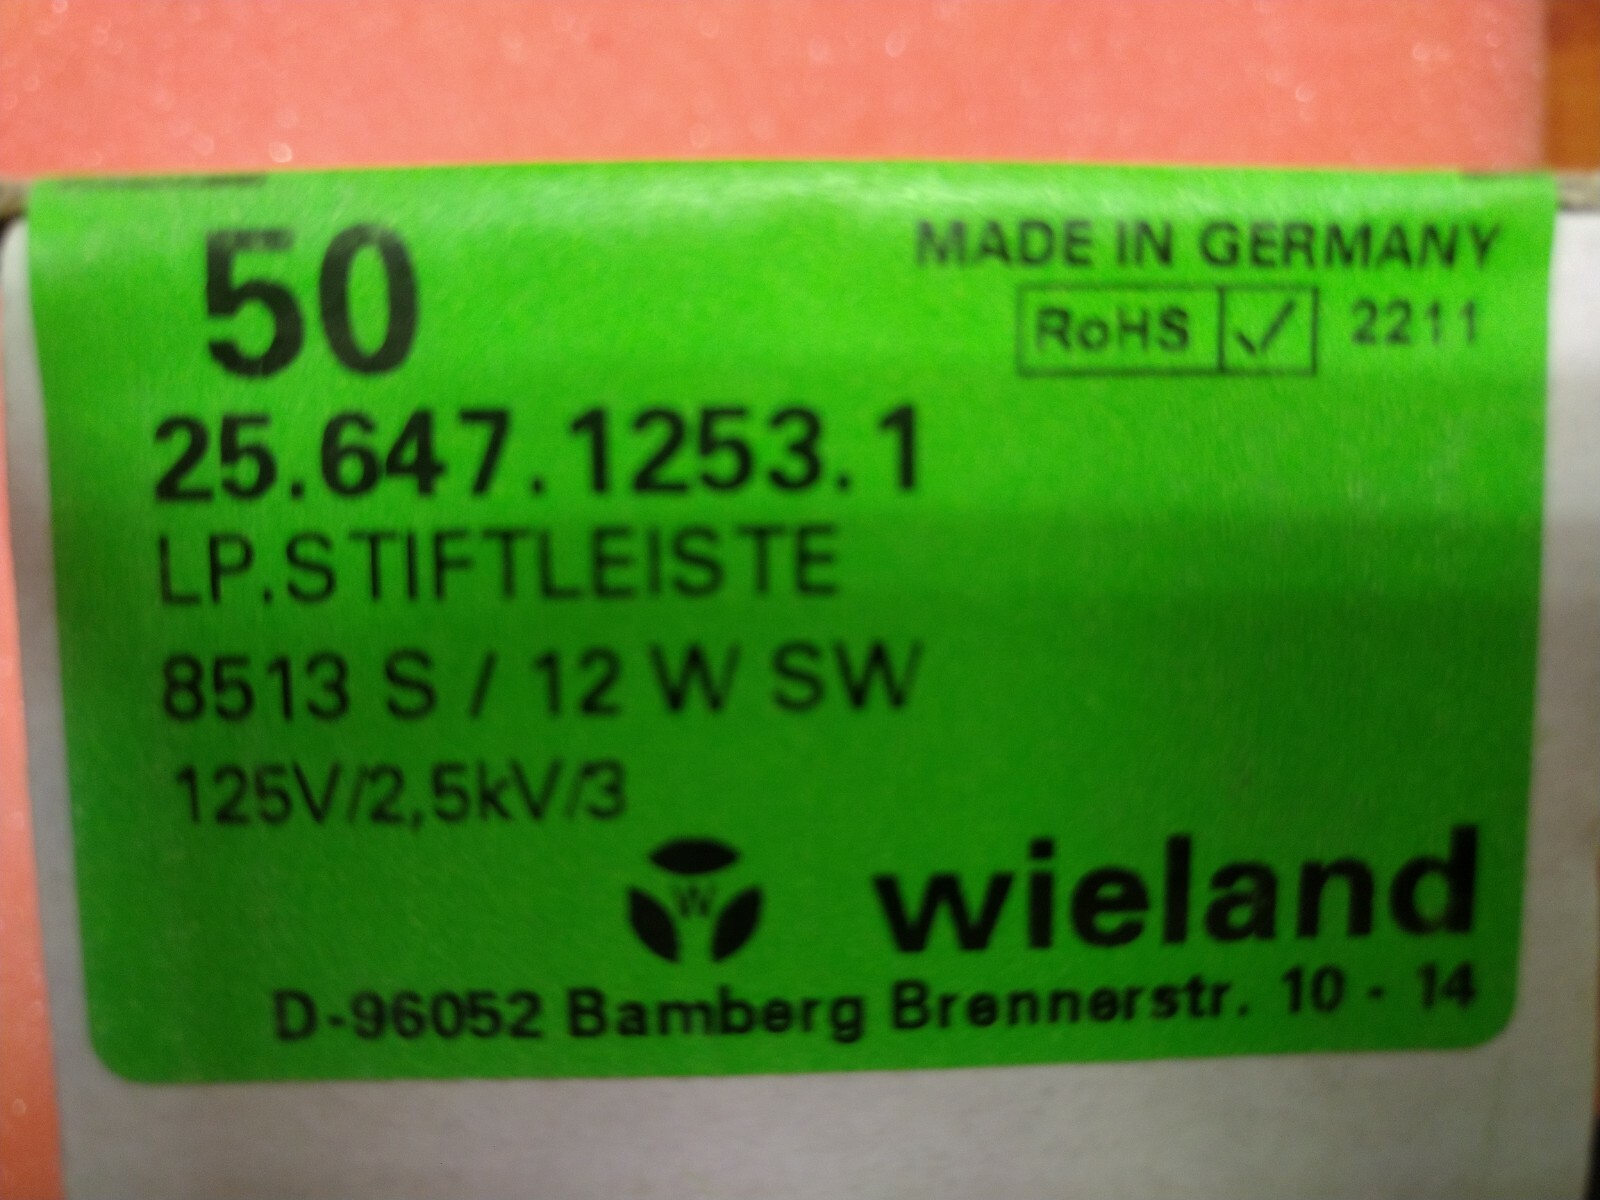 50
MADE IN GERMANY
RoHS ✓ 2211
25.647.1253.1
LP.STIFTLEISTE
8513 S / 12 W SW
125V/2,5kV/3
W
wieland
D-96052 Bamberg Brennerstr. 10 - 14